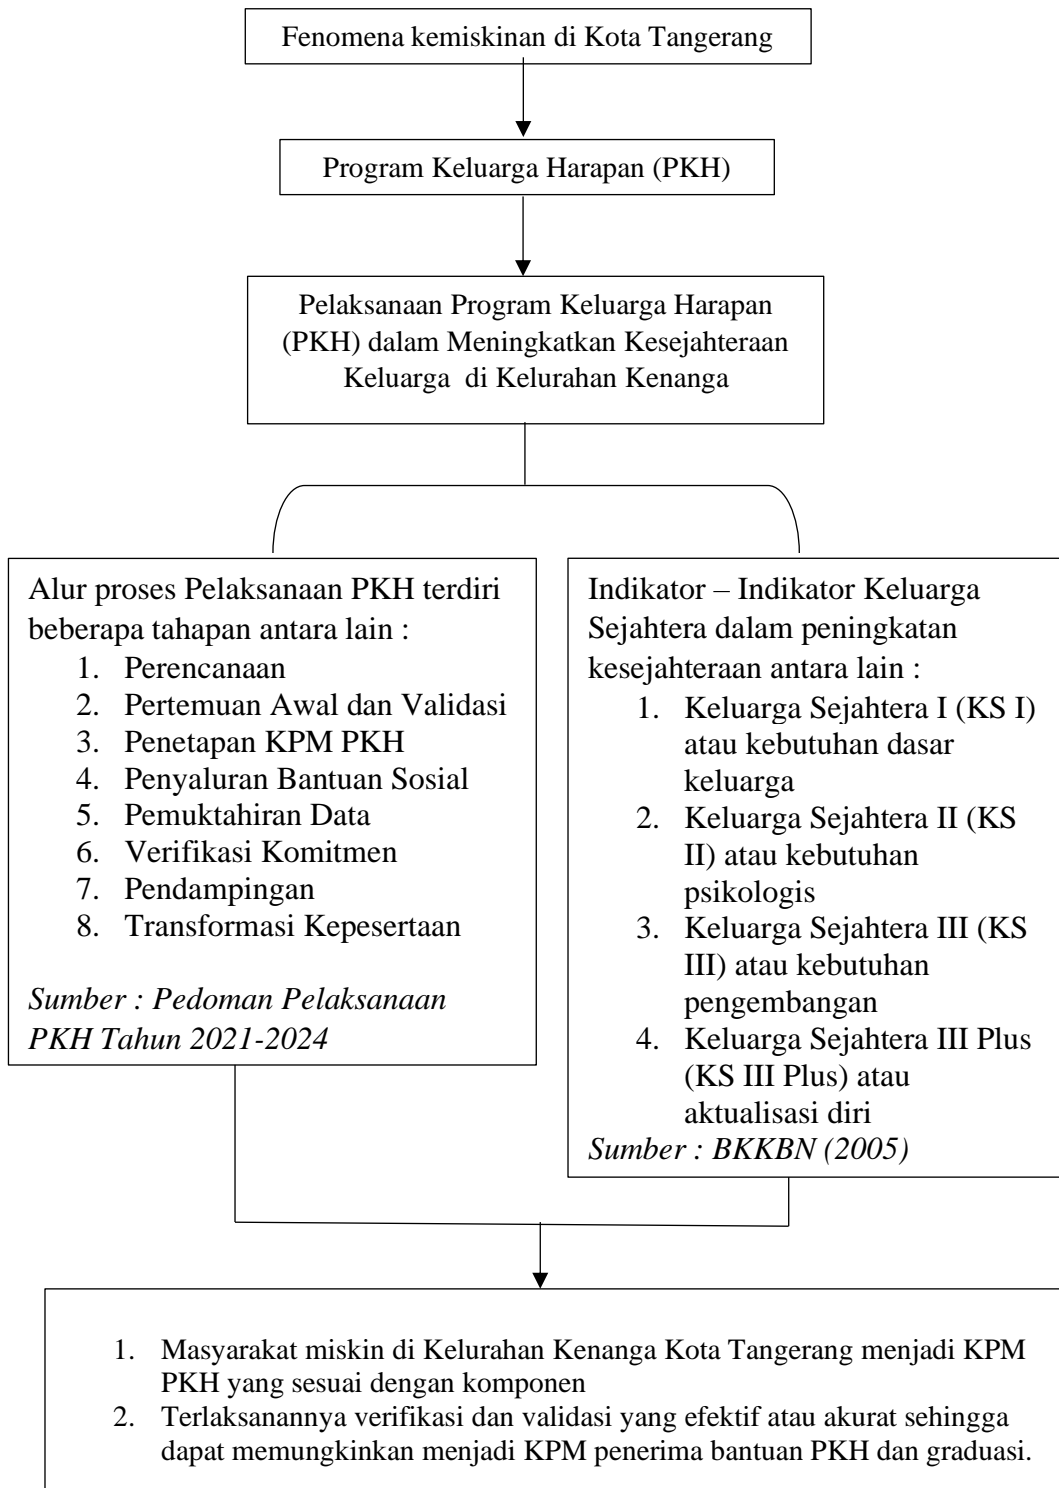 Fenomena kemiskinan di Kota Tangerang
Program Keluarga Harapan (PKH)
Pelaksanaan Program Keluarga Harapan
(PKH) dalam Meningkatkan Kesejahteraan
Keluarga di Kelurahan Kenanga
Alur proses Pelaksanaan PKH terdiri
beberapa tahapan antara lain :
1. Perencanaan
2. Pertemuan Awal dan Validasi
3. Penetapan KPM PKH
4. Penyaluran Bantuan Sosial
5. Pemuktahiran Data
6. Verifikasi Komitmen
7. Pendampingan
8. Transformasi Kepesertaan
Sumber : Pedoman Pelaksanaan
PKH Tahun 2021-2024
Indikator – Indikator Keluarga
Sejahtera dalam peningkatan
kesejahteraan antara lain :
1. Keluarga Sejahtera I (KS I)
atau kebutuhan dasar
keluarga
2. Keluarga Sejahtera II (KS
II) atau kebutuhan
psikologis
3. Keluarga Sejahtera III (KS
III) atau kebutuhan
pengembangan
4. Keluarga Sejahtera III Plus
(KS III Plus) atau
aktualisasi diri
Sumber : BKKBN (2005)
1. Masyarakat miskin di Kelurahan Kenanga Kota Tangerang menjadi KPM
PKH yang sesuai dengan komponen
2. Terlaksanannya verifikasi dan validasi yang efektif atau akurat sehingga
dapat memungkinkan menjadi KPM penerima bantuan PKH dan graduasi.